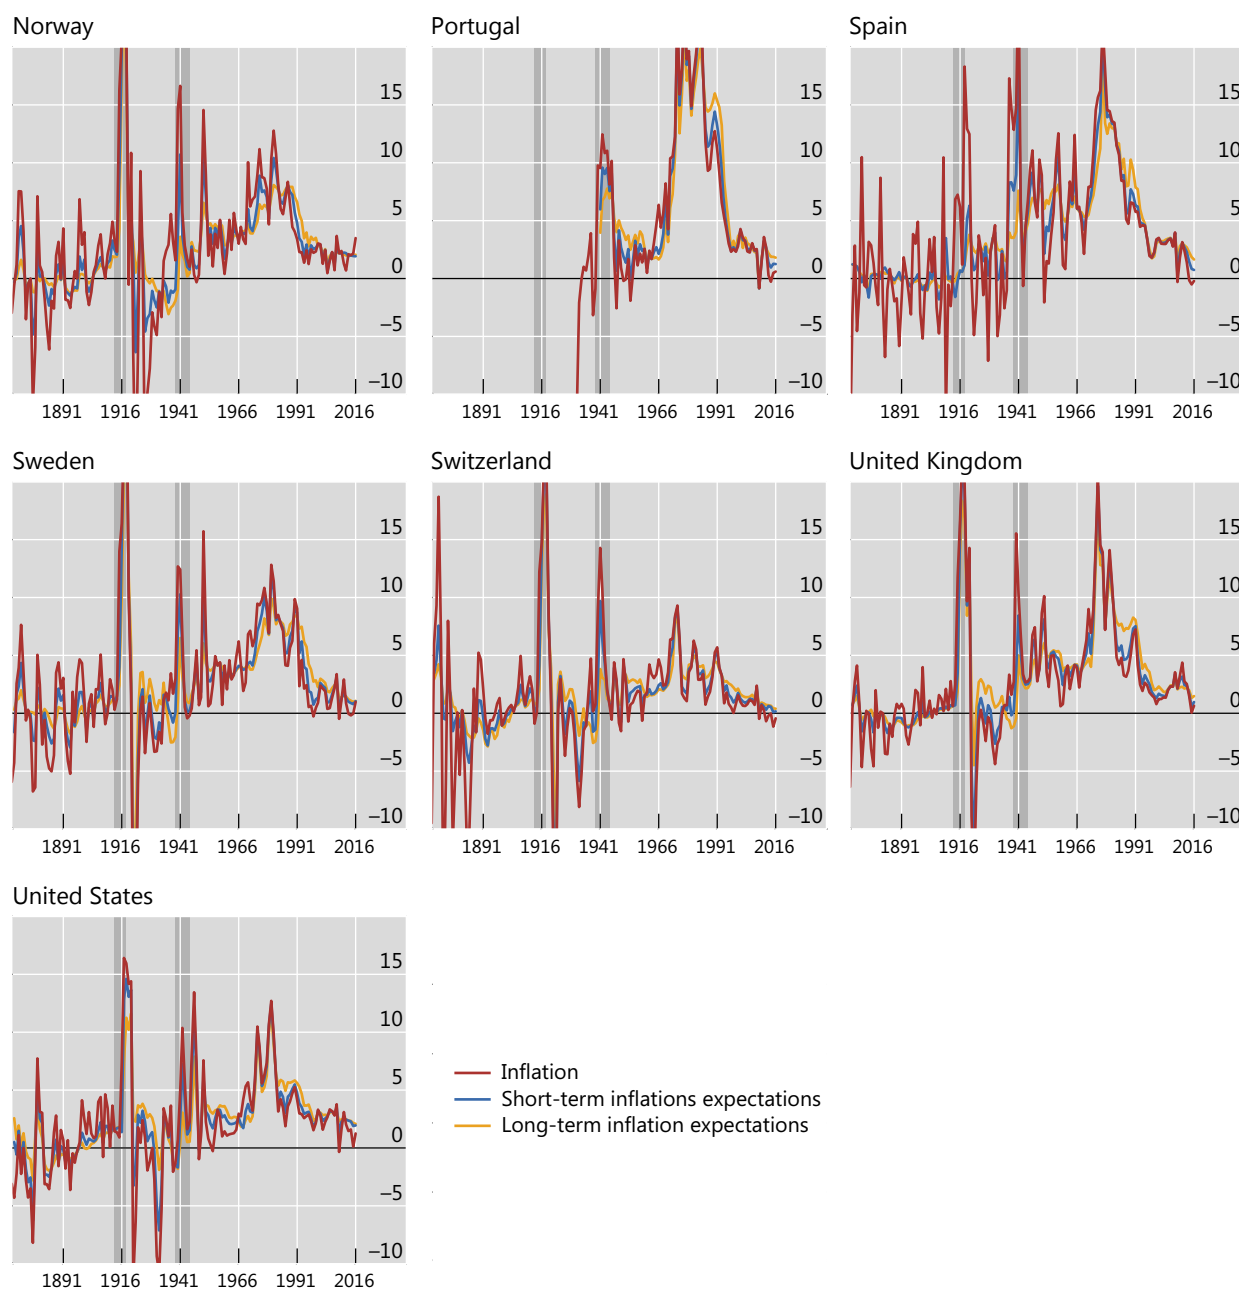 Norway
15
10
5
0
–5
–10
1891 1916 1941 1966 1991 2016
Portugal
15
10
5
0
–5
–10
1891 1916 1941 1966 1991 2016
Spain
15
10
5
0
–5
–10
1891 1916 1941 1966 1991 2016
Sweden
15
10
5
0
–5
–10
1891 1916 1941 1966 1991 2016
Switzerland
15
10
5
0
–5
–10
1891 1916 1941 1966 1991 2016
United Kingdom
15
10
5
0
–5
–10
1891 1916 1941 1966 1991 2016
United States
15
10
5
0
–5
–10
1891 1916 1941 1966 1991 2016
Inflation
Short-term inflations expectations
Long-term inflation expectations